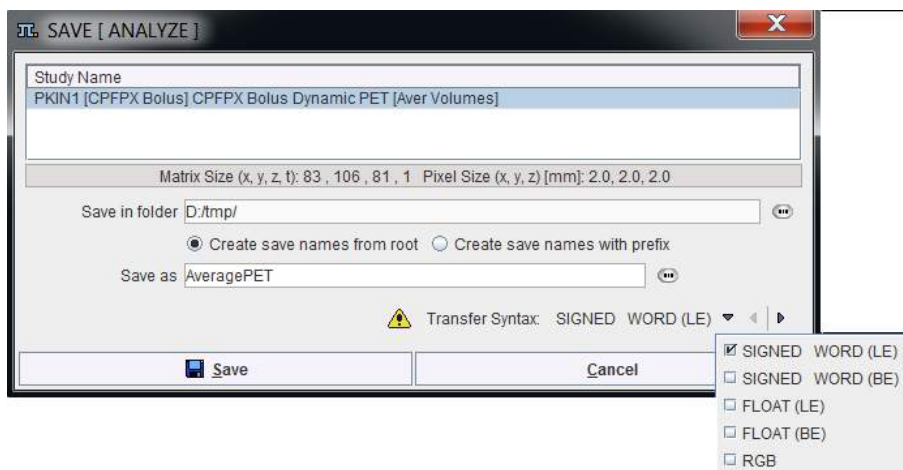 SAVE [ ANALYZE ]
X
Study Name
PKIN1 [CPFPX Bolus] CPFPX Bolus Dynamic PET [Aver Volumes]
Matrix Size (x, y, z, t): 83 , 106 , 81 , 1 Pixel Size (x, y, z) [mm]: 2.0, 2.0, 2.0
Save in folder D:/tmp/
Create save names from root Create save names with prefix
Save as AveragePET
Transfer Syntax: SIGNED WORD (LE)
Save Cancel
SIGNED WORD (LE)
SIGNED WORD (BE)
FLOAT (LE)
FLOAT (BE)
RGB